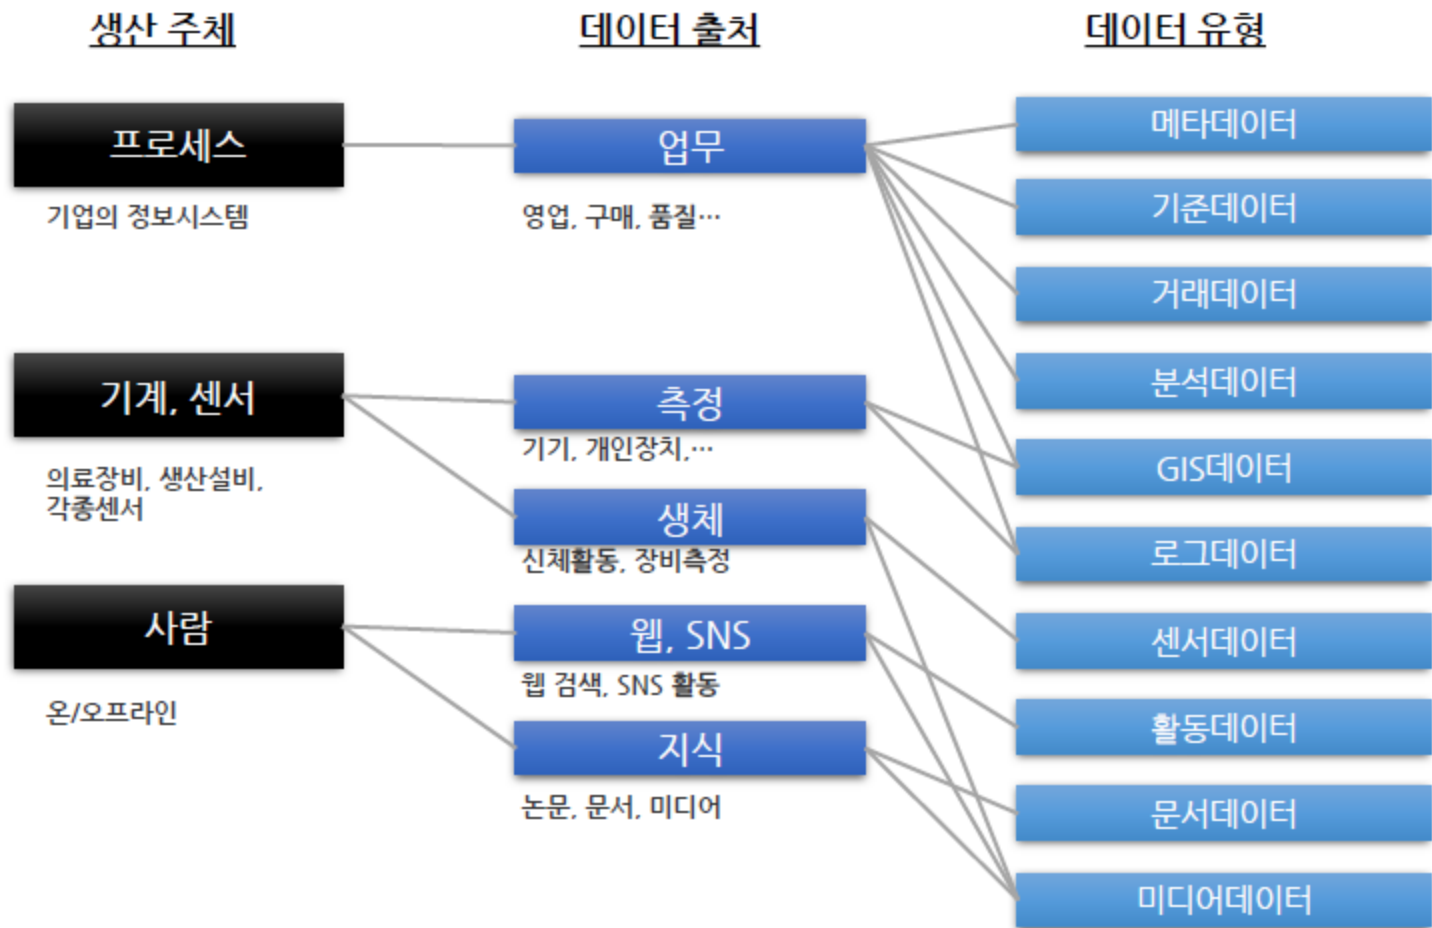 생산 주체
데이터 출처
데이터 유형
프로세스
기업의 정보시스템
업무
영업, 구매, 품질…
메타데이터
기준데이터
거래데이터
분석데이터
기계, 센서
의료장비, 생산설비,
각종센서
측정
기기, 개인장치,…
생체
신체활동, 장비측정
GIS데이터
로그데이터
센서데이터
사람
온/오프라인
웹, SNS
웹 검색, SNS 활동
지식
논문, 문서, 미디어
활동데이터
문서데이터
미디어데이터